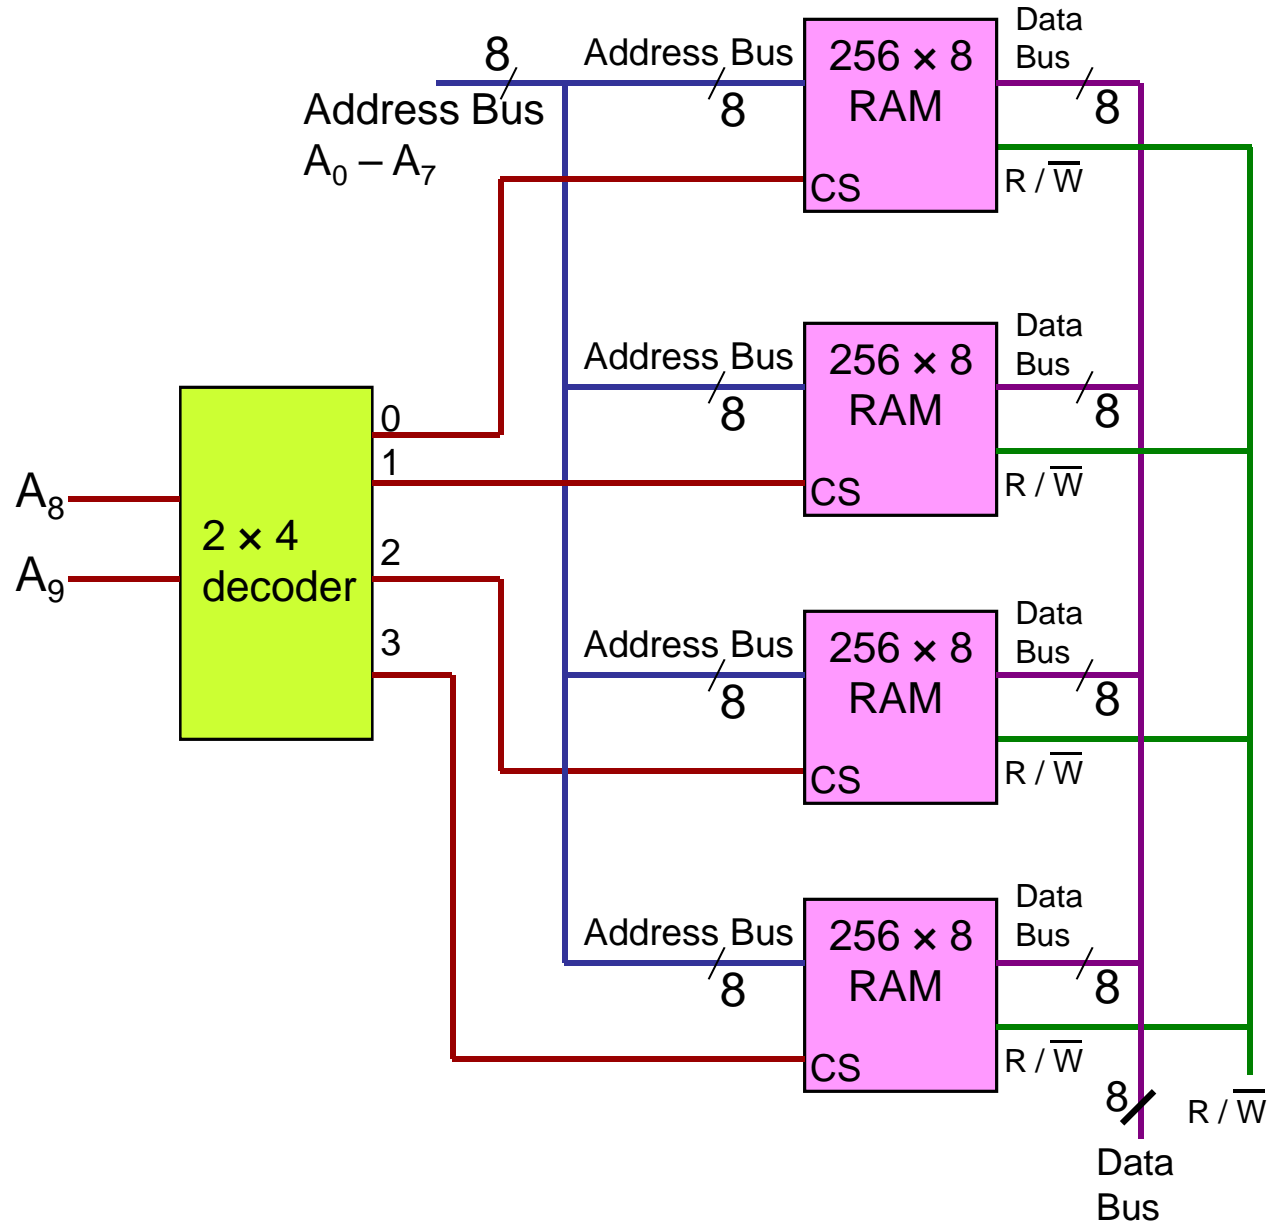 8
Address Bus
A₀ – A₇
Address Bus
8
256 × 8
RAM
CS
Data
Bus
8
R / W̅
Address Bus
8
256 × 8
RAM
CS
Data
Bus
8
R / W̅
A₈
A₉
2 × 4
decoder
0
1
2
3
Address Bus
8
256 × 8
RAM
CS
Data
Bus
8
R / W̅
Address Bus
8
256 × 8
RAM
CS
Data
Bus
8
R / W̅
8
R / W̅
Data
Bus